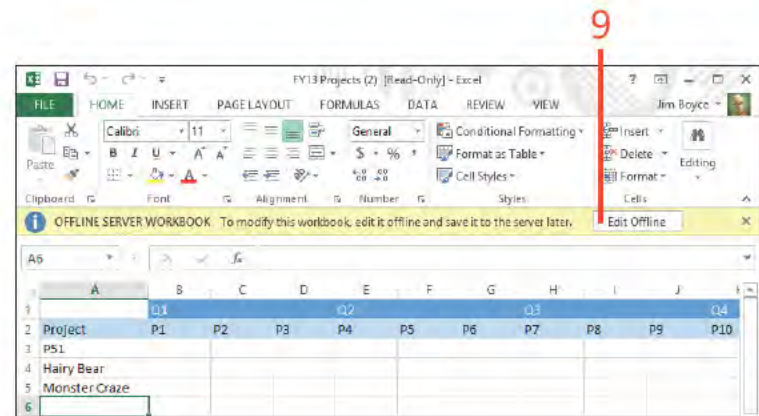 9
FY13 Projects (2) [Read-Only] - Excel
FILE HOME INSERT PAGE LAYOUT FORMULAS DATA REVIEW VIEW Jim Boyce
Calibri 11 General Conditional Formatting Insert
Paste B I U A A $ % , Format as Table Delete Editing
A Cell Styles Format
Clipboard Font Alignment Number Styles Cells
OFFLINE SERVER WORKBOOK To modify this workbook, edit it offline and save it to the server later. Edit Offline
A6 fx
A B C D E F G H I J
1 Q1 Q2 Q3 Q4
2 Project P1 P2 P3 P4 P5 P6 P7 P8 P9 P10
3 P51
4 Hairy Bear
5 Monster Craze
6